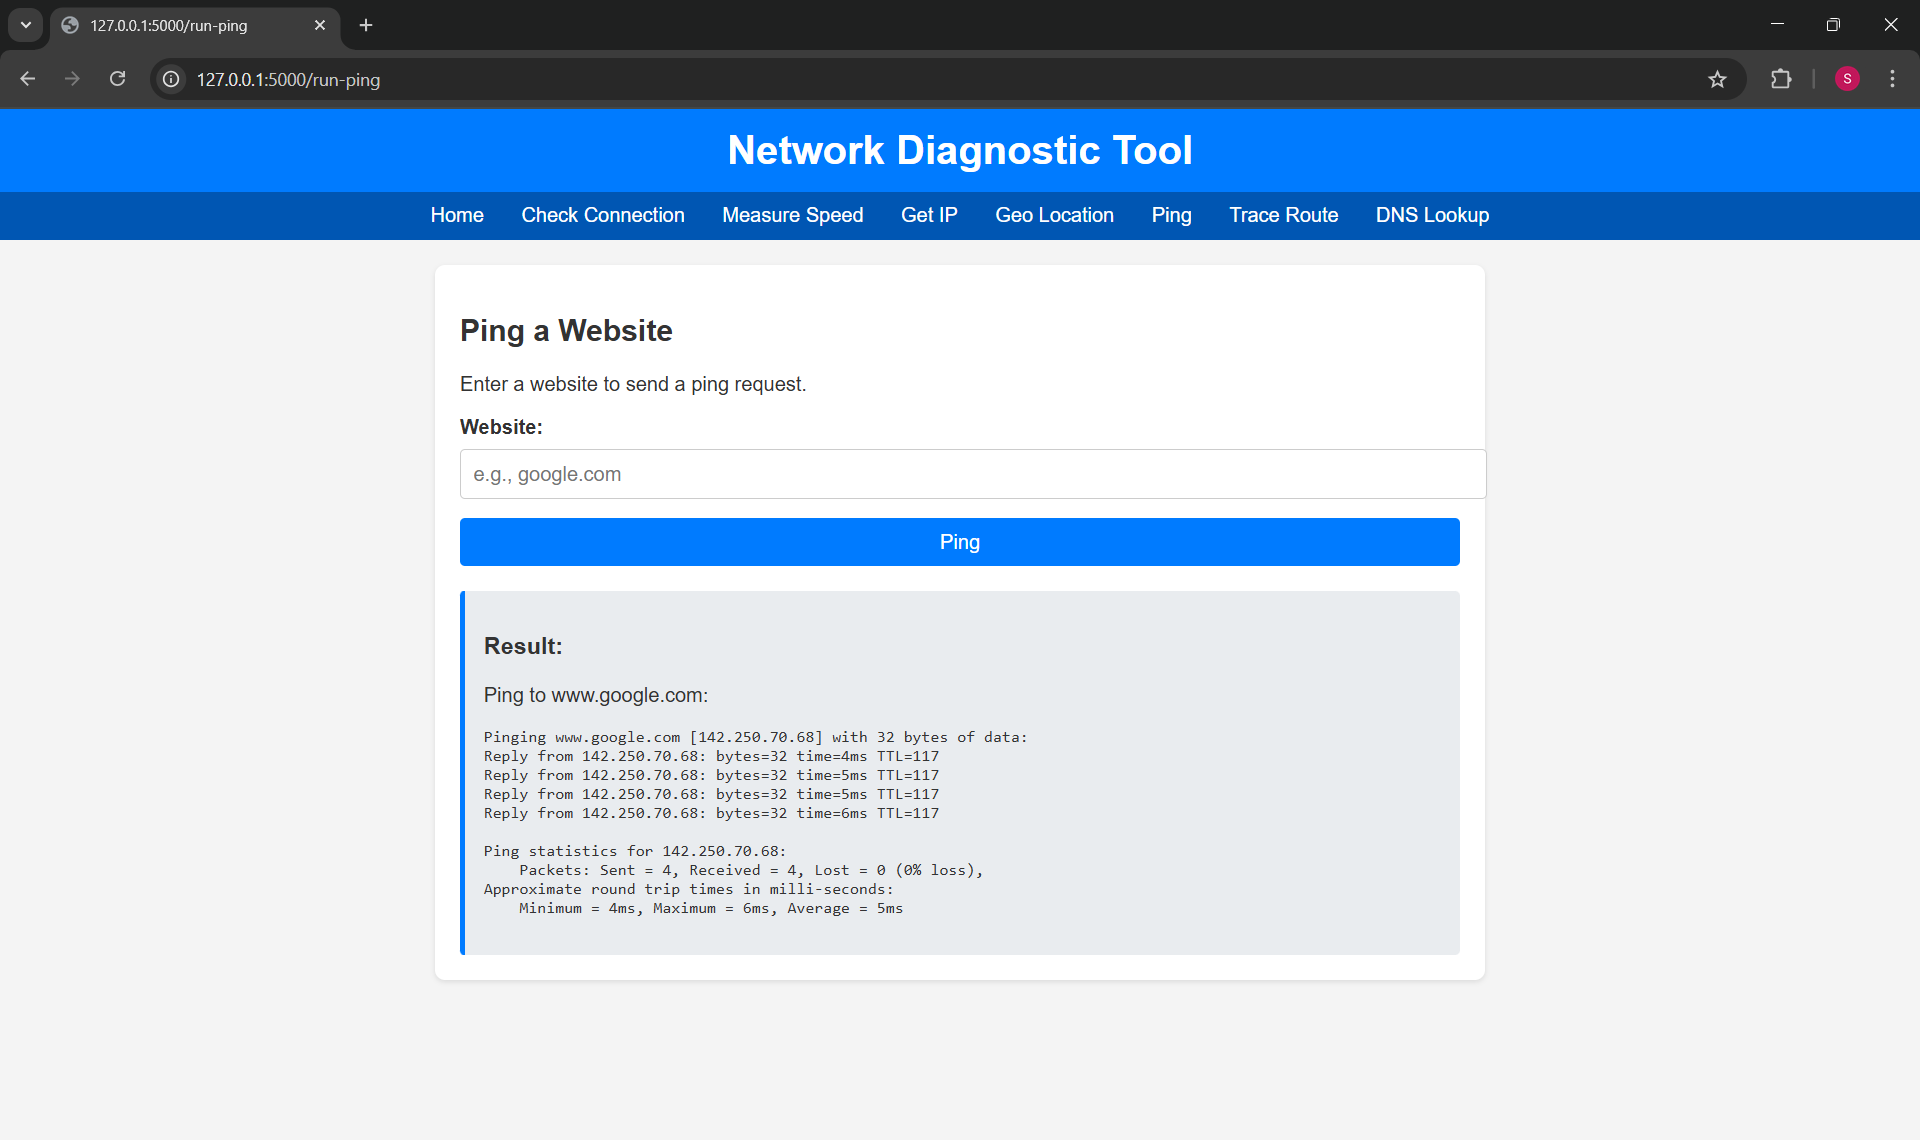 127.0.0.1:5000/run-ping
127.0.0.1:5000/run-ping
S
Network Diagnostic Tool
Home Check Connection Measure Speed Get IP Geo Location Ping Trace Route DNS Lookup
Ping a Website
Enter a website to send a ping request.
Website:
e.g., google.com
Ping
Result:
Ping to www.google.com:
Pinging www.google.com [142.250.70.68] with 32 bytes of data:
Reply from 142.250.70.68: bytes=32 time=4ms TTL=117
Reply from 142.250.70.68: bytes=32 time=5ms TTL=117
Reply from 142.250.70.68: bytes=32 time=5ms TTL=117
Reply from 142.250.70.68: bytes=32 time=6ms TTL=117
Ping statistics for 142.250.70.68:
Packets: Sent = 4, Received = 4, Lost = 0 (0% loss),
Approximate round trip times in milli-seconds:
Minimum = 4ms, Maximum = 6ms, Average = 5ms